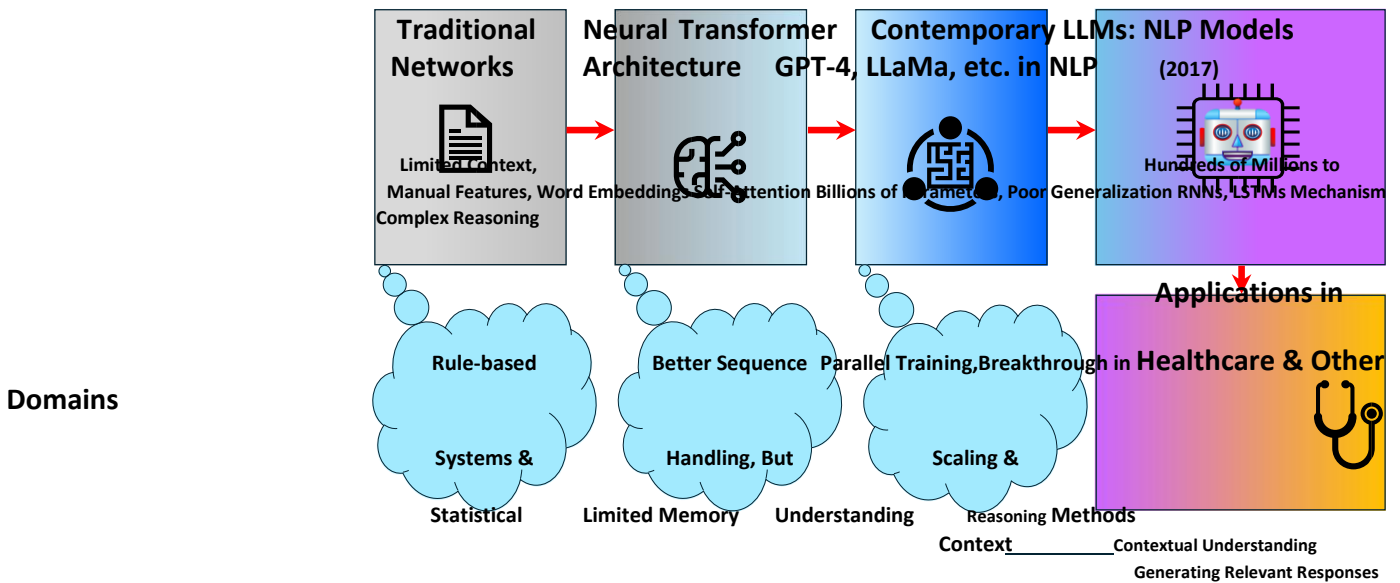 Traditional Neural Transformer Contemporary LLMs: NLP Models
Networks Architecture GPT-4, LLaMa, etc. in NLP (2017)
Limited Context, Hundreds of Millions to
Manual Features, Word Embeddings Self-Attention Billions of Parameters, Poor Generalization RNNs, LSTMs Mechanism
Complex Reasoning
Applications in
Rule-based Better Sequence Parallel Training,Breakthrough in Healthcare & Other
Domains
Systems & Handling, But Scaling &
Statistical Limited Memory Understanding Reasoning Methods
Context Contextual Understanding
Generating Relevant Responses